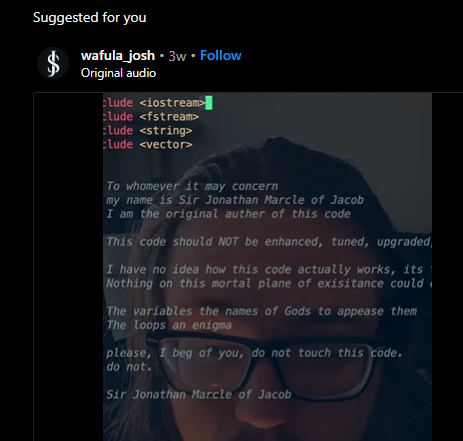 Suggested for you
wafula_josh • 3w • Follow
Original audio
clude <iostream>
clude <fstream>
clude <string>
clude <vector>
To whomever it may concern
my name is Sir Jonathan Marcle of Jacob
I am the original auther of this code
This code should NOT be enhanced, tuned, upgraded,
I have no idea how this code actually works, its
Nothing on this mortal plane of exisitance could
The variables the names of Gods to appease them
The loops an enigma
please, I beg of you, do not touch this code.
do not.
Sir Jonathan Marcle of Jacob